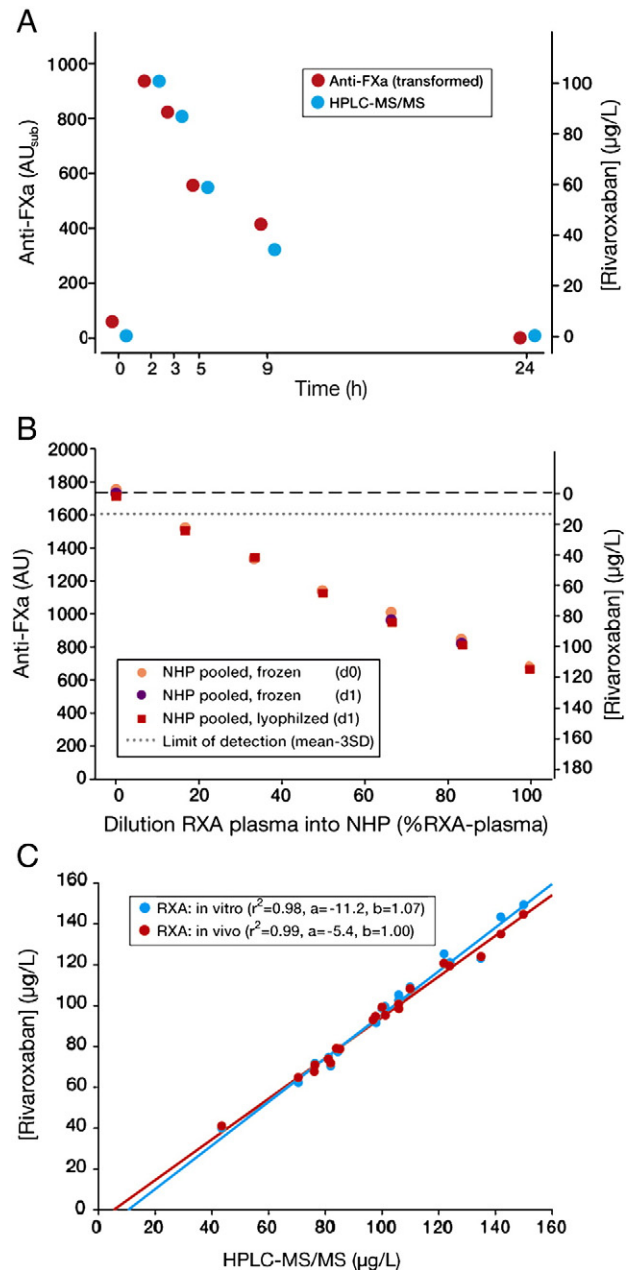 A
1000
800
600
400
200
0
Anti-FXa (AUsub)
Anti-FXa (transformed)
HPLC-MS/MS
100
80
60
40
20
0
[Rivaroxaban] (µg/L)
0 2 3 5 9 24
Time (h)
B
2000
1800
1600
1400
1200
1000
800
600
400
200
0
Anti-FXa (AU)
NHP pooled, frozen (d0)
NHP pooled, frozen (d1)
NHP pooled, lyophilzed (d1)
Limit of detection (mean-3SD)
0
20
40
60
80
100
120
140
160
180
[Rivaroxaban] (µg/L)
0 20 40 60 80 100
Dilution RXA plasma into NHP (%RXA-plasma)
C
160
140
120
100
80
60
40
20
0
[Rivaroxaban] (µg/L)
RXA: in vitro (r²=0.98, a=-11.2, b=1.07)
RXA: in vivo (r²=0.99, a=-5.4, b=1.00)
0 20 40 60 80 100 120 140 160
HPLC-MS/MS (µg/L)